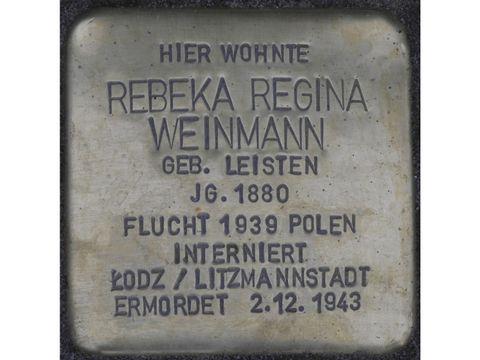 HIER WOHNTE
REBEKA REGINA
WEINMANN
GEB. LEISTEN
JG. 1880
FLUCHT 1939 POLEN
INTERNIERT
ŁODZ / LITZMANNSTADT
ERMORDET 2.12.1943